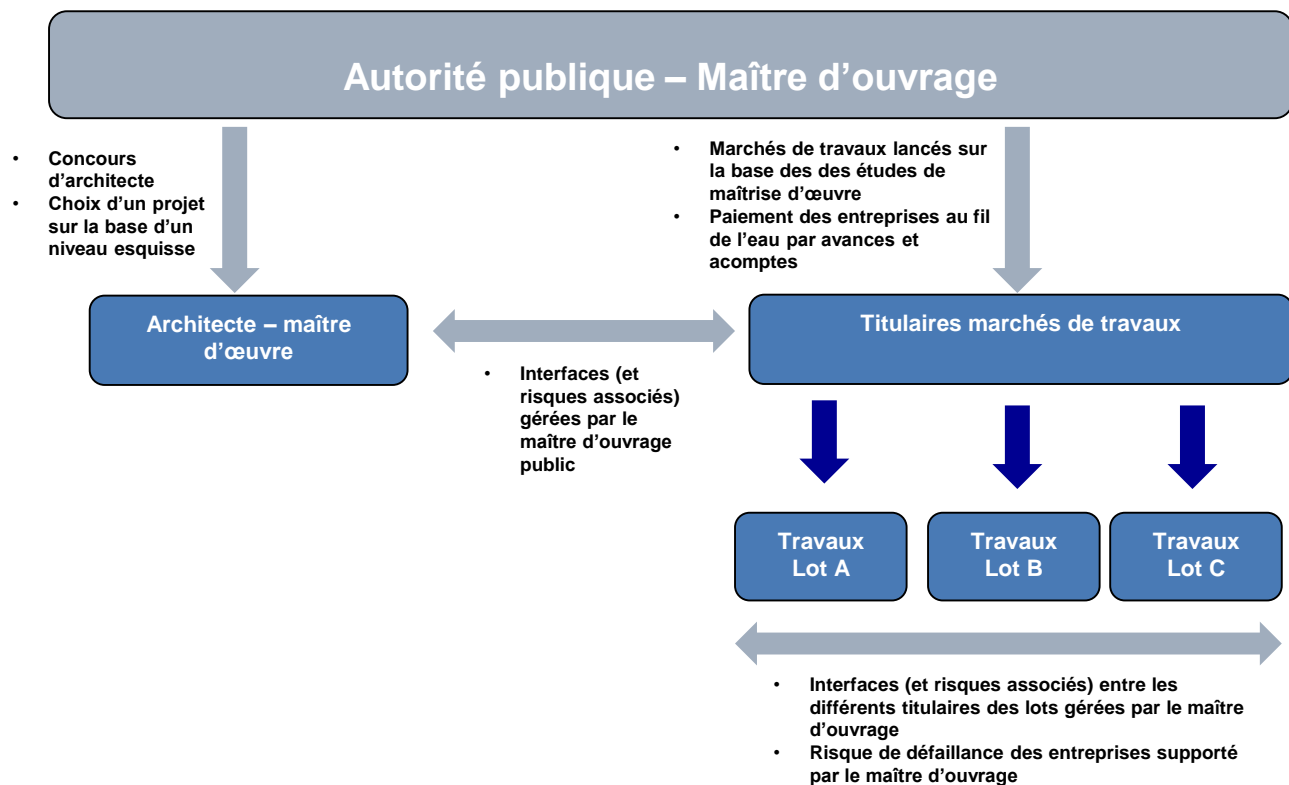 Autorité publique – Maître d'ouvrage
• Concours
d'architecte
• Choix d'un projet
sur la base d'un
niveau esquisse
• Marchés de travaux lancés sur
la base des des études de
maîtrise d'œuvre
• Paiement des entreprises au fil
de l'eau par avances et
acomptes
Architecte – maître
d'œuvre
Titulaires marchés de travaux
• Interfaces (et
risques associés)
gérées par le
maître d'ouvrage
public
Travaux
Lot A
Travaux
Lot B
Travaux
Lot C
• Interfaces (et risques associés) entre les
différents titulaires des lots gérées par le maître
d'ouvrage
• Risque de défaillance des entreprises supporté
par le maître d'ouvrage